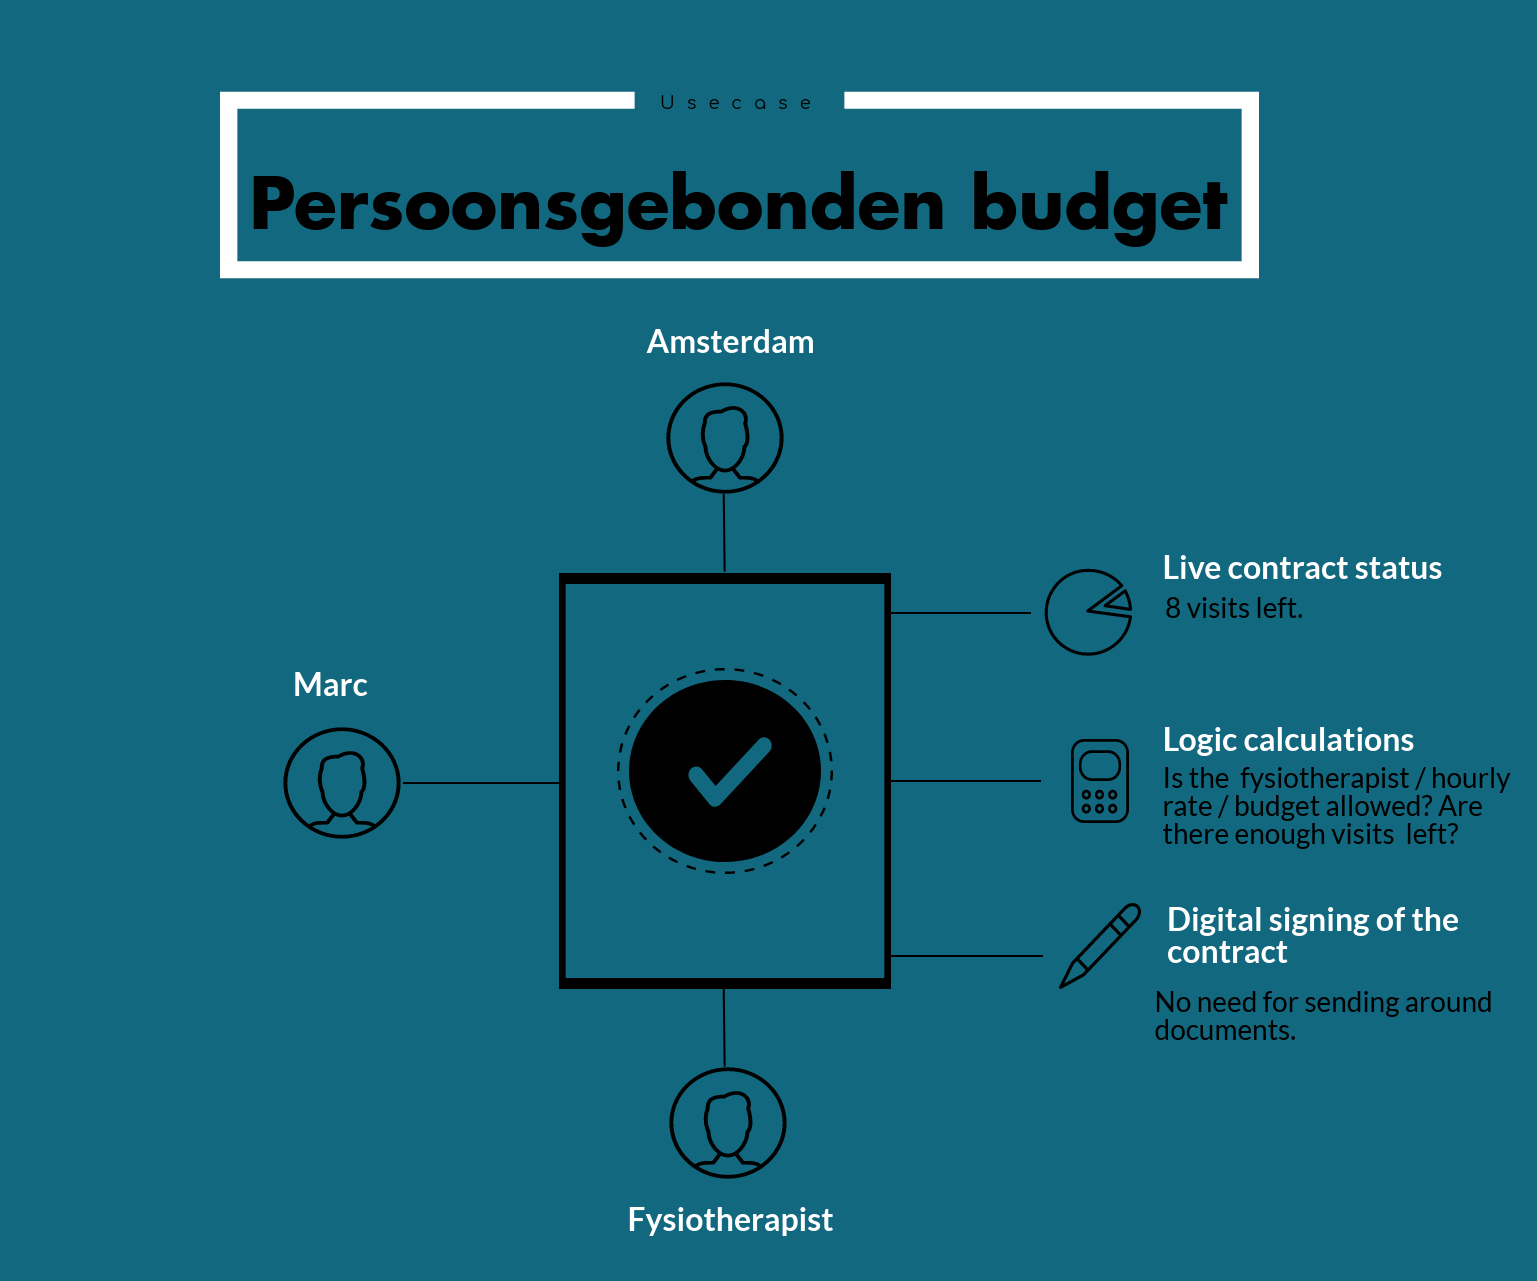 Usecase
Persoonsgebonden budget
Amsterdam
Live contract status
8 visits left.
Marc
Logic calculations
Is the fysiotherapist / hourly
rate / budget allowed? Are
there enough visits left?
Digital signing of the
contract
No need for sending around
documents.
Fysiotherapist